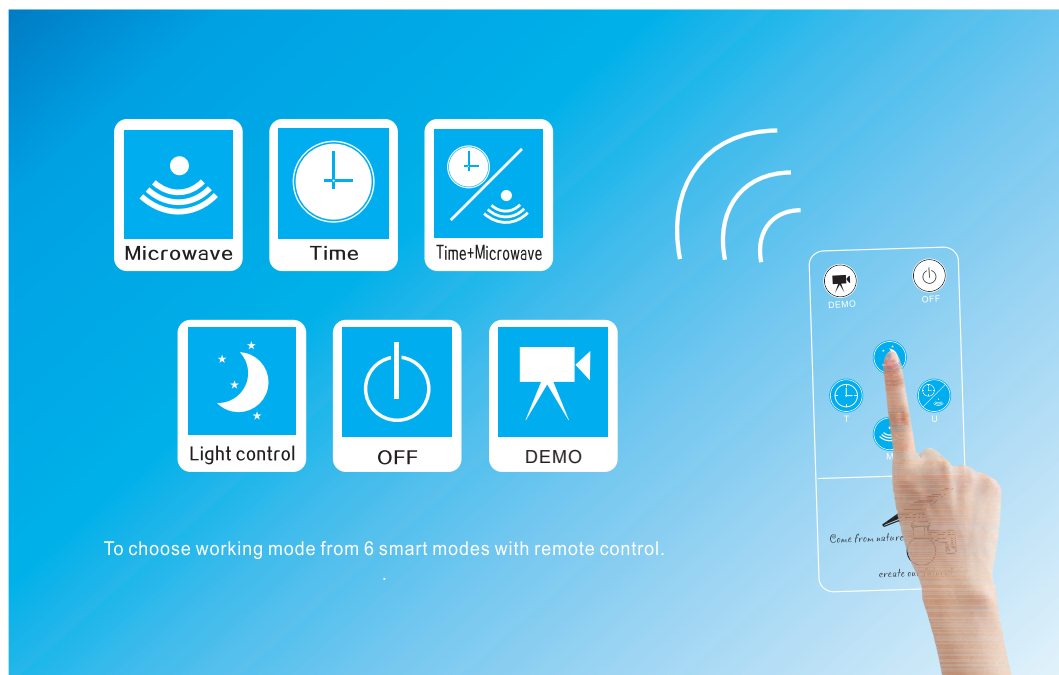 Microwave
Time
Time+Microwave
Light control
OFF
DEMO
To choose working mode from 6 smart modes with remote control.
.
DEMO
OFF
T
U
M
Come from nature
create